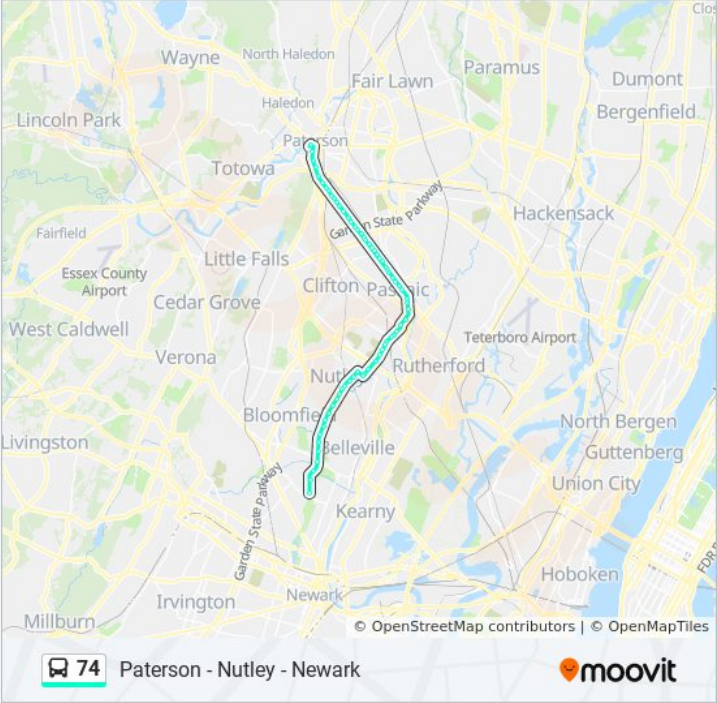 Clos
Wayne
North Haledon
Paramus
Fair Lawn
Dumont
Haledon
Bergenfield
Lincoln Park
Paterson
Totowa
Garden State Parkway
Hackensack
Fairfield
Little Falls
Essex County
Airport
Clifton
Passaic
Cedar Grove
West Caldwell
Teterboro Airport
Verona
Rutherford
Nutley
Bloomfield
North Bergen
Livingston
Belleville
Guttenberg
Garden State Parkway
Union City
Kearny
FDR
Hoboken
Irvington
Newark
Millburn
© OpenStreetMap contributors | © OpenMapTiles
74 Paterson - Nutley - Newark
moovit